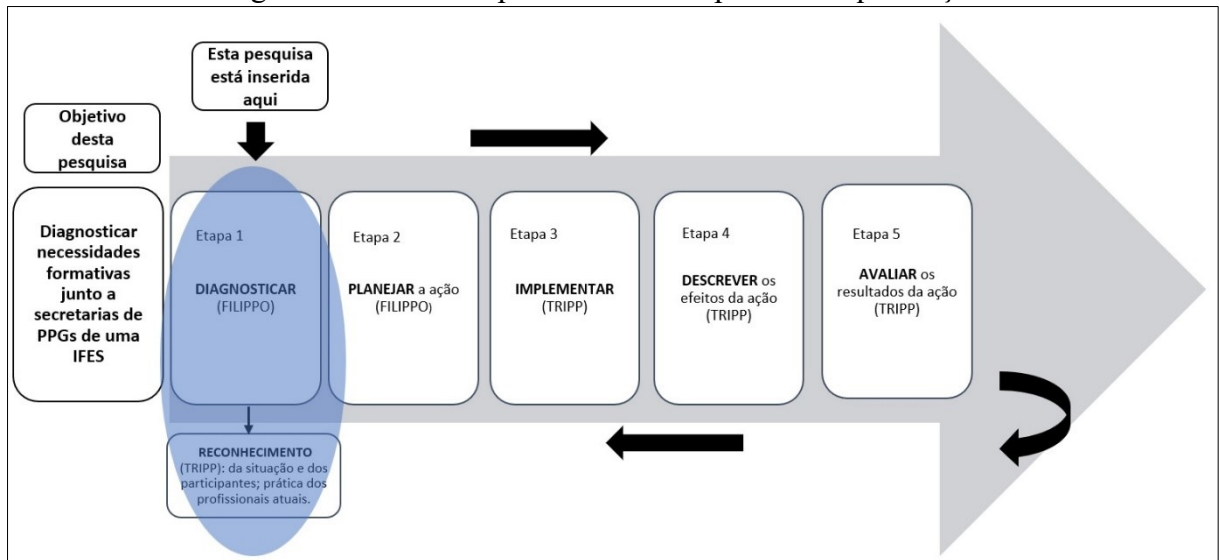 Esta pesquisa
está inserida
aqui
Objetivo
desta
pesquisa
Diagnosticar
necessidades
formativas
junto a
secretarias de
PPGs de uma
IFES
Etapa 1
DIAGNOSTICAR
(FILIPPO)
Etapa 2
PLANEJAR a ação
(FILIPPO)
Etapa 3
IMPLEMENTAR
(TRIPP)
Etapa 4
DESCREVER os
efeitos da ação
(TRIPP)
Etapa 5
AVALIAR os
resultados da ação
(TRIPP)
RECONHECIMENTO
(TRIPP): da situação e dos
participantes; prática dos
profissionais atuais.